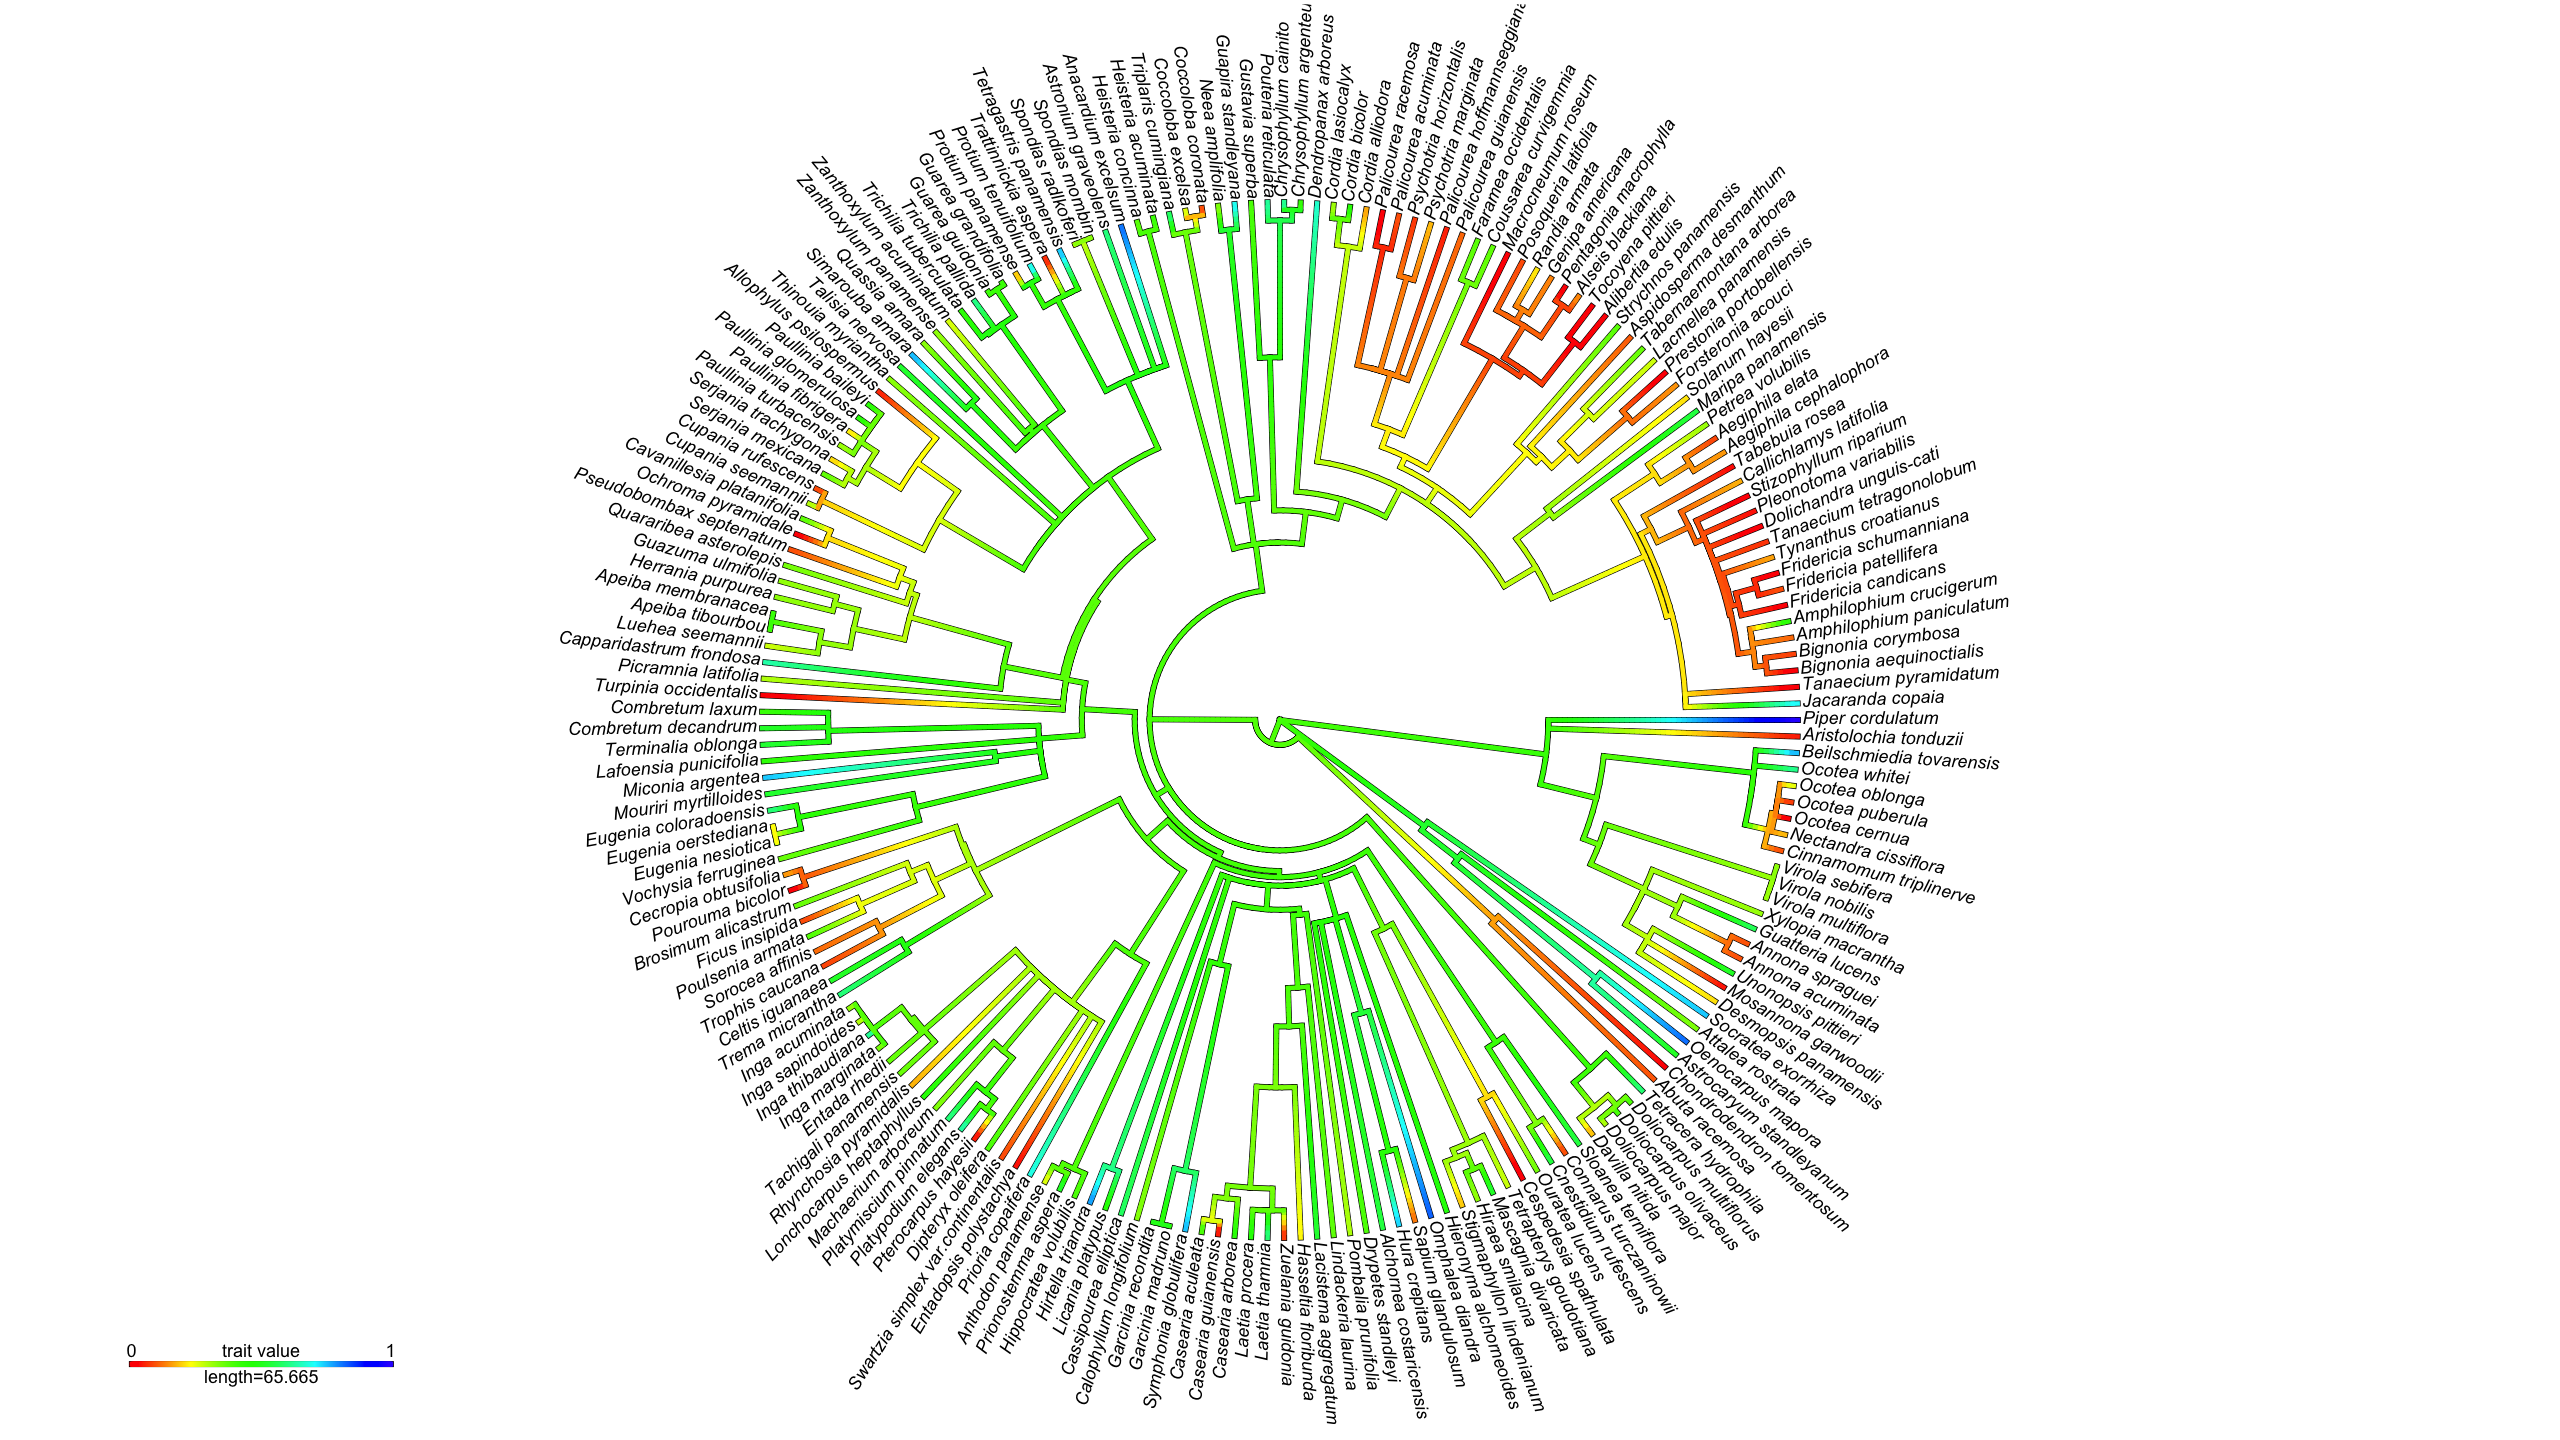 Piper cordulatum
Aristolochia tonduzii
Beilschmiedia tovarensis
Ocotea whitei
Ocotea oblonga
Ocotea puberula
Ocotea cernua
Nectandra cissiflora
Cinnamomum triplinerve
Virola sebifera
Virola nobilis
Virola multiflora
Xylopia macrantha
Guatteria lucens
Annona spraguei
Annona acuminata
Unonopsis pittieri
Mosannona garwoodii
Desmopsis panamensis
Socratea exorrhiza
Attalea rostrata
Oenocarpus mapora
Astrocaryum standleyanum
Chondrodendron tomentosum
Abuta racemosa
Tetracera hydrophila
Doliocarpus multiflorus
Doliocarpus olivaceus
Doliocarpus major
Davilla nitida
Sloanea terniflora
Connarus turczaninowii
Cnestidium rufescens
Ouratea lucens
Cespedesia spathulata
Tetrapterys goudotiana
Mascagnia divaricata
Hiraea smilacina
Stigmaphyllon lindenianum
Hieronyma alchorneoides
Omphalea diandra
Sapium glandulosum
Hura crepitans
Alchornea costaricensis
Drypetes standleyi
Pombalia prunifolia
Lindackeria laurina
Lacistema aggregatum
Hasseltia floribunda
Zuelania guidonia
Laetia thamnia
Laetia procera
Casearia arborea
Casearia guianensis
Casearia aculeata
Symphonia globulifera
Garcinia madruno
Garcinia recondita
Calophyllum longifolium
Cassipourea elliptica
Licania platypus
Hirtella triandra
Hippocratea volubilis
Prionostemma aspera
Anthodon panamense
Prioria copaifera
Entadopsis polystachya
Swartzia simplex var.continentalis
Dipteryx oleifera
Pterocarpus hayesii
Platypodium elegans
Platymiscium pinnatum
Machaerium arboreum
Lonchocarpus heptaphyllus
Rhynchosia pyramidalis
Tachigali panamensis
Entada rhedii
Inga marginata
Inga thibaudiana
Inga sapindoides
Inga acuminata
Trema micrantha
Celtis iguanaea
Trophis caucana
Sorocea affinis
Poulsenia armata
Ficus insipida
Brosimum alicastrum
Pourouma bicolor
Cecropia obtusifolia
Vochysia ferruginea
Eugenia nesiotica
Eugenia oerstediana
Eugenia coloradoensis
Mouriri myrtilloides
Miconia argentea
Lafoensia punicifolia
Terminalia oblonga
Combretum decandrum
Combretum laxum
Turpinia occidentalis
Picramnia latifolia
Capparidastrum frondosa
Luehea seemannii
Apeiba tibourbou
Apeiba membranacea
Herrania purpurea
Guazuma ulmifolia
Quararibea asterolepis
Pseudobombax septenatum
Ochroma pyramidale
Cavanillesia platanifolia
Cupania seemannii
Cupania rufescens
Serjania mexicana
Serjania trachygona
Paullinia turbacensis
Paullinia fibrigera
Paullinia glomerulosa
Paullinia baileyi
Allophylus psilospermus
Thinouia myriantha
Talisia nervosa
Simarouba amara
Quassia amara
Zanthoxylum panamense
Zanthoxylum acuminatum
Trichilia tuberculata
Trichilia pallida
Guarea guidonia
Guarea grandifolia
Protium panamense
Protium tenuifolium
Trattinnickia aspera
Tetragastris panamensis
Spondias radlkoferi
Spondias mombin
Astronium graveolens
Anacardium excelsum
Heisteria concinna
Heisteria acuminata
Triplaris cumingiana
Coccoloba excelsa
Coccoloba coronata
Neea amplifolia
Guapira standleyana
Gustavia superba
Pouteria reticulata
Chrysophyllum cainito
Chrysophyllum argenteu
Dendropanax arboreus
Cordia lasiocalyx
Cordia bicolor
Cordia alliodora
Palicourea racemosa
Palicourea acuminata
Psychotria horizontalis
Psychotria marginata
Palicourea hoffmannseggiana
Palicourea guianensis
Faramea occidentalis
Coussarea curvigemmia
Macrocnemum roseum
Posoqueria latifolia
Randia armata
Genipa americana
Pentagonia macrophylla
Alseis blackiana
Tocoyena pittieri
Alibertia edulis
Strychnos panamensis
Aspidosperma desmanthum
Tabernaemontana arborea
Lacmellea panamensis
Prestonia portobellensis
Forsteronia acouci
Solanum hayesii
Maripa panamensis
Petrea volubilis
Aegiphila elata
Aegiphila cephalophora
Tabebuia rosea
Callichlamys latifolia
Stizophyllum riparium
Pleonotoma variabilis
Dolichandra unguis-cati
Tanaecium tetragonolobum
Tynanthus croatianus
Fridericia schumanniana
Fridericia patellifera
Fridericia candicans
Amphilophium crucigerum
Amphilophium paniculatum
Bignonia corymbosa
Bignonia aequinoctialis
Tanaecium pyramidatum
Jacaranda copaia
0 trait value 1
length=65.665